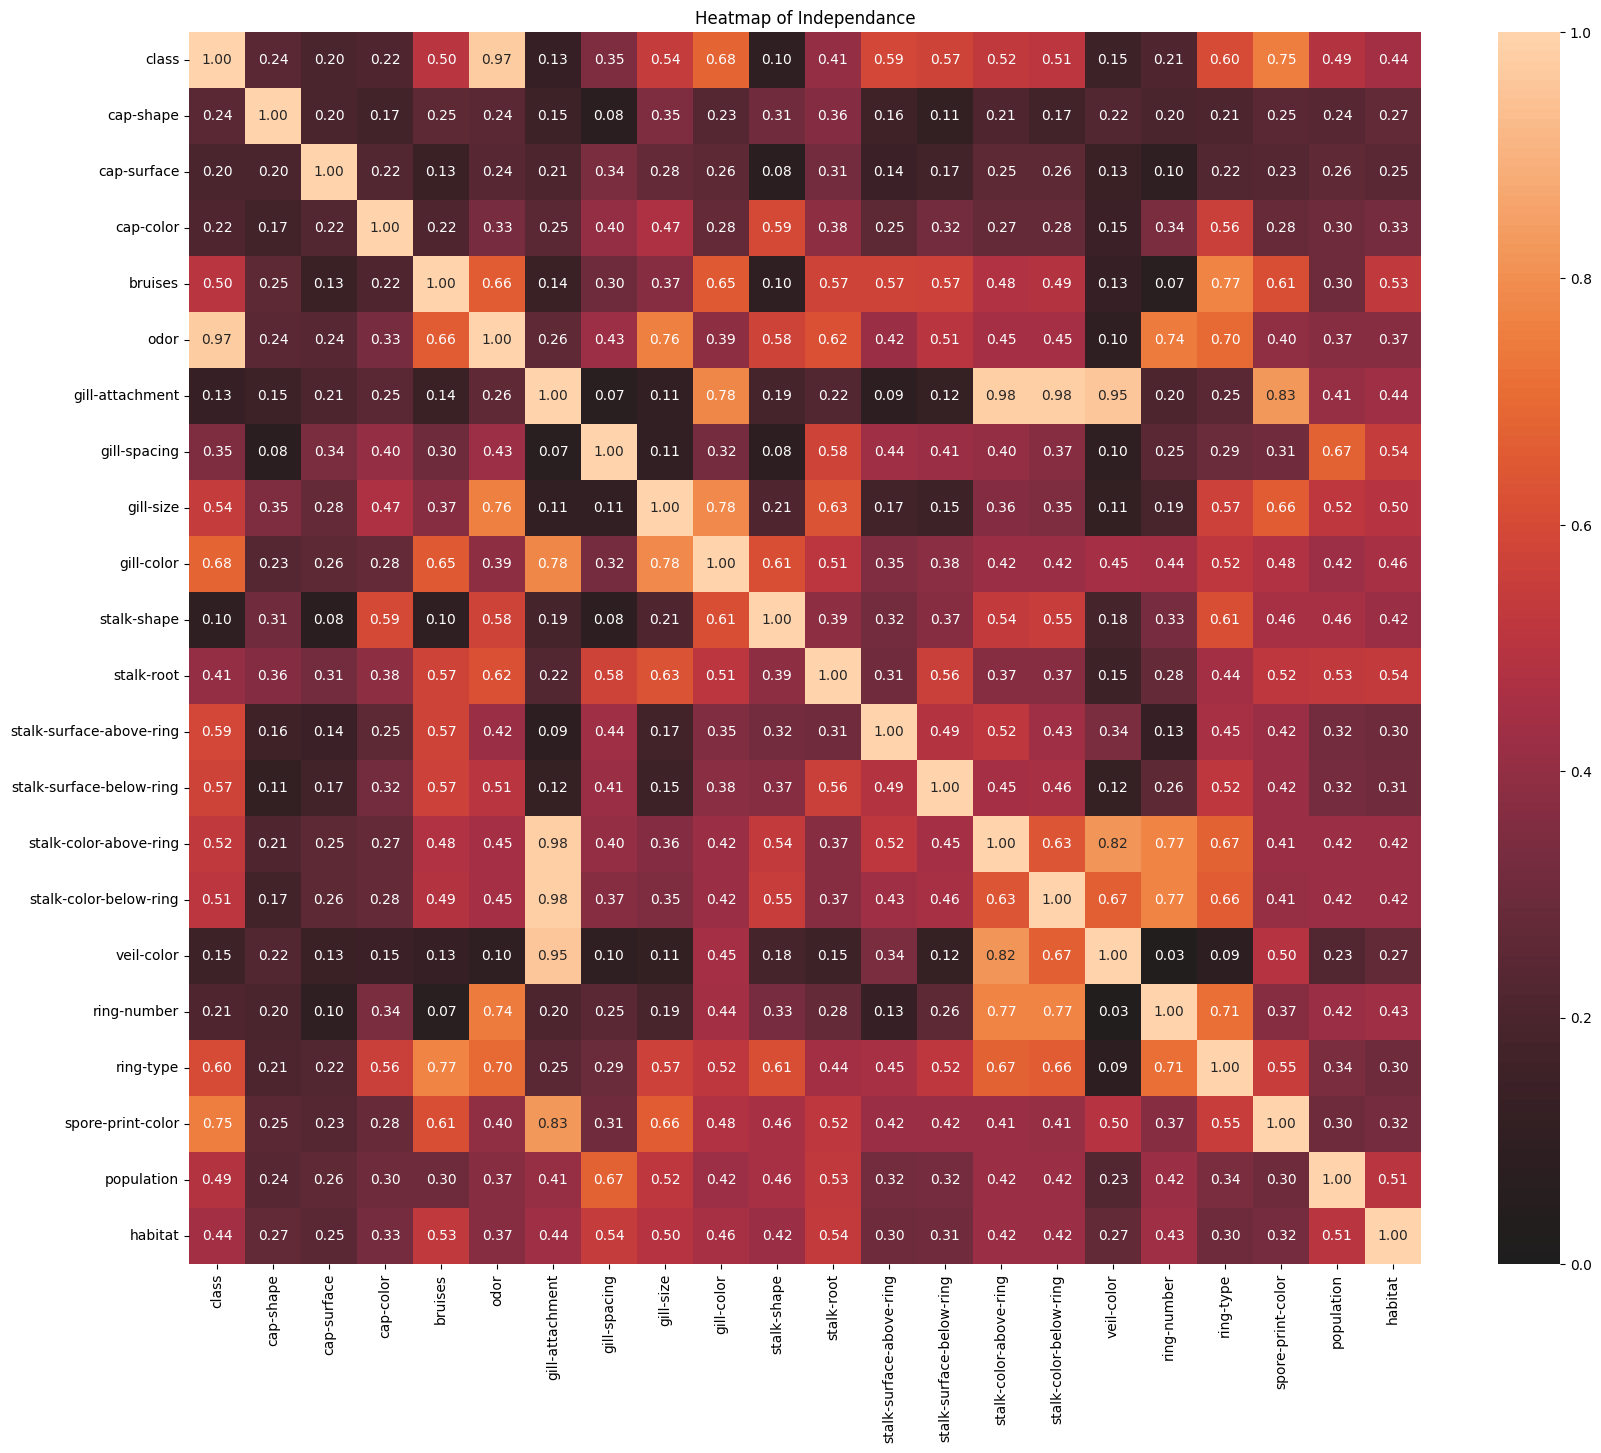 Heatmap of Independance
class 1.00 0.24 0.20 0.22 0.50 0.97 0.13 0.35 0.54 0.68 0.10 0.41 0.59 0.57 0.52 0.51 0.15 0.21 0.60 0.75 0.49 0.44
cap-shape 0.24 1.00 0.20 0.17 0.25 0.24 0.15 0.08 0.35 0.23 0.31 0.36 0.16 0.11 0.21 0.17 0.22 0.20 0.21 0.25 0.24 0.27
cap-surface 0.20 0.20 1.00 0.22 0.13 0.24 0.21 0.34 0.28 0.26 0.08 0.31 0.14 0.17 0.25 0.26 0.13 0.10 0.22 0.23 0.26 0.25
cap-color 0.22 0.17 0.22 1.00 0.22 0.33 0.25 0.40 0.47 0.28 0.59 0.38 0.25 0.32 0.27 0.28 0.15 0.34 0.56 0.28 0.30 0.33
bruises 0.50 0.25 0.13 0.22 1.00 0.66 0.14 0.30 0.37 0.65 0.10 0.57 0.57 0.57 0.48 0.49 0.13 0.07 0.77 0.61 0.30 0.53
odor 0.97 0.24 0.24 0.33 0.66 1.00 0.26 0.43 0.76 0.39 0.58 0.62 0.42 0.51 0.45 0.45 0.10 0.74 0.70 0.40 0.37 0.37
gill-attachment 0.13 0.15 0.21 0.25 0.14 0.26 1.00 0.07 0.11 0.78 0.19 0.22 0.09 0.12 0.98 0.98 0.95 0.20 0.25 0.83 0.41 0.44
gill-spacing 0.35 0.08 0.34 0.40 0.30 0.43 0.07 1.00 0.11 0.32 0.08 0.58 0.44 0.41 0.40 0.37 0.10 0.25 0.29 0.31 0.67 0.54
gill-size 0.54 0.35 0.28 0.47 0.37 0.76 0.11 0.11 1.00 0.78 0.21 0.63 0.17 0.15 0.36 0.35 0.11 0.19 0.57 0.66 0.52 0.50
gill-color 0.68 0.23 0.26 0.28 0.65 0.39 0.78 0.32 0.78 1.00 0.61 0.51 0.35 0.38 0.42 0.42 0.45 0.44 0.52 0.48 0.42 0.46
stalk-shape 0.10 0.31 0.08 0.59 0.10 0.58 0.19 0.08 0.21 0.61 1.00 0.39 0.32 0.37 0.54 0.55 0.18 0.33 0.61 0.46 0.46 0.42
stalk-root 0.41 0.36 0.31 0.38 0.57 0.62 0.22 0.58 0.63 0.51 0.39 1.00 0.31 0.56 0.37 0.37 0.15 0.28 0.44 0.52 0.53 0.54
stalk-surface-above-ring 0.59 0.16 0.14 0.25 0.57 0.42 0.09 0.44 0.17 0.35 0.32 0.31 1.00 0.49 0.52 0.43 0.34 0.13 0.45 0.42 0.32 0.30
stalk-surface-below-ring 0.57 0.11 0.17 0.32 0.57 0.51 0.12 0.41 0.15 0.38 0.37 0.56 0.49 1.00 0.45 0.46 0.12 0.26 0.52 0.42 0.32 0.31
stalk-color-above-ring 0.52 0.21 0.25 0.27 0.48 0.45 0.98 0.40 0.36 0.42 0.54 0.37 0.52 0.45 1.00 0.63 0.82 0.77 0.67 0.41 0.42 0.42
stalk-color-below-ring 0.51 0.17 0.26 0.28 0.49 0.45 0.98 0.37 0.35 0.42 0.55 0.37 0.43 0.46 0.63 1.00 0.67 0.77 0.66 0.41 0.42 0.42
veil-color 0.15 0.22 0.13 0.15 0.13 0.10 0.95 0.10 0.11 0.45 0.18 0.15 0.34 0.12 0.82 0.67 1.00 0.03 0.09 0.50 0.23 0.27
ring-number 0.21 0.20 0.10 0.34 0.07 0.74 0.20 0.25 0.19 0.44 0.33 0.28 0.13 0.26 0.77 0.77 0.03 1.00 0.71 0.37 0.42 0.43
ring-type 0.60 0.21 0.22 0.56 0.77 0.70 0.25 0.29 0.57 0.52 0.61 0.44 0.45 0.52 0.67 0.66 0.09 0.71 1.00 0.55 0.34 0.30
spore-print-color 0.75 0.25 0.23 0.28 0.61 0.40 0.83 0.31 0.66 0.48 0.46 0.52 0.42 0.42 0.41 0.41 0.50 0.37 0.55 1.00 0.30 0.32
population 0.49 0.24 0.26 0.30 0.30 0.37 0.41 0.67 0.52 0.42 0.46 0.53 0.32 0.32 0.42 0.42 0.23 0.42 0.34 0.30 1.00 0.51
habitat 0.44 0.27 0.25 0.33 0.53 0.37 0.44 0.54 0.50 0.46 0.42 0.54 0.30 0.31 0.42 0.42 0.27 0.43 0.30 0.32 0.51 1.00
class
cap-shape
cap-surface
cap-color
bruises
odor
gill-attachment
gill-spacing
gill-size
gill-color
stalk-shape
stalk-root
stalk-surface-above-ring
stalk-surface-below-ring
stalk-color-above-ring
stalk-color-below-ring
veil-color
ring-number
ring-type
spore-print-color
population
habitat
1.0
0.8
0.6
0.4
0.2
0.0